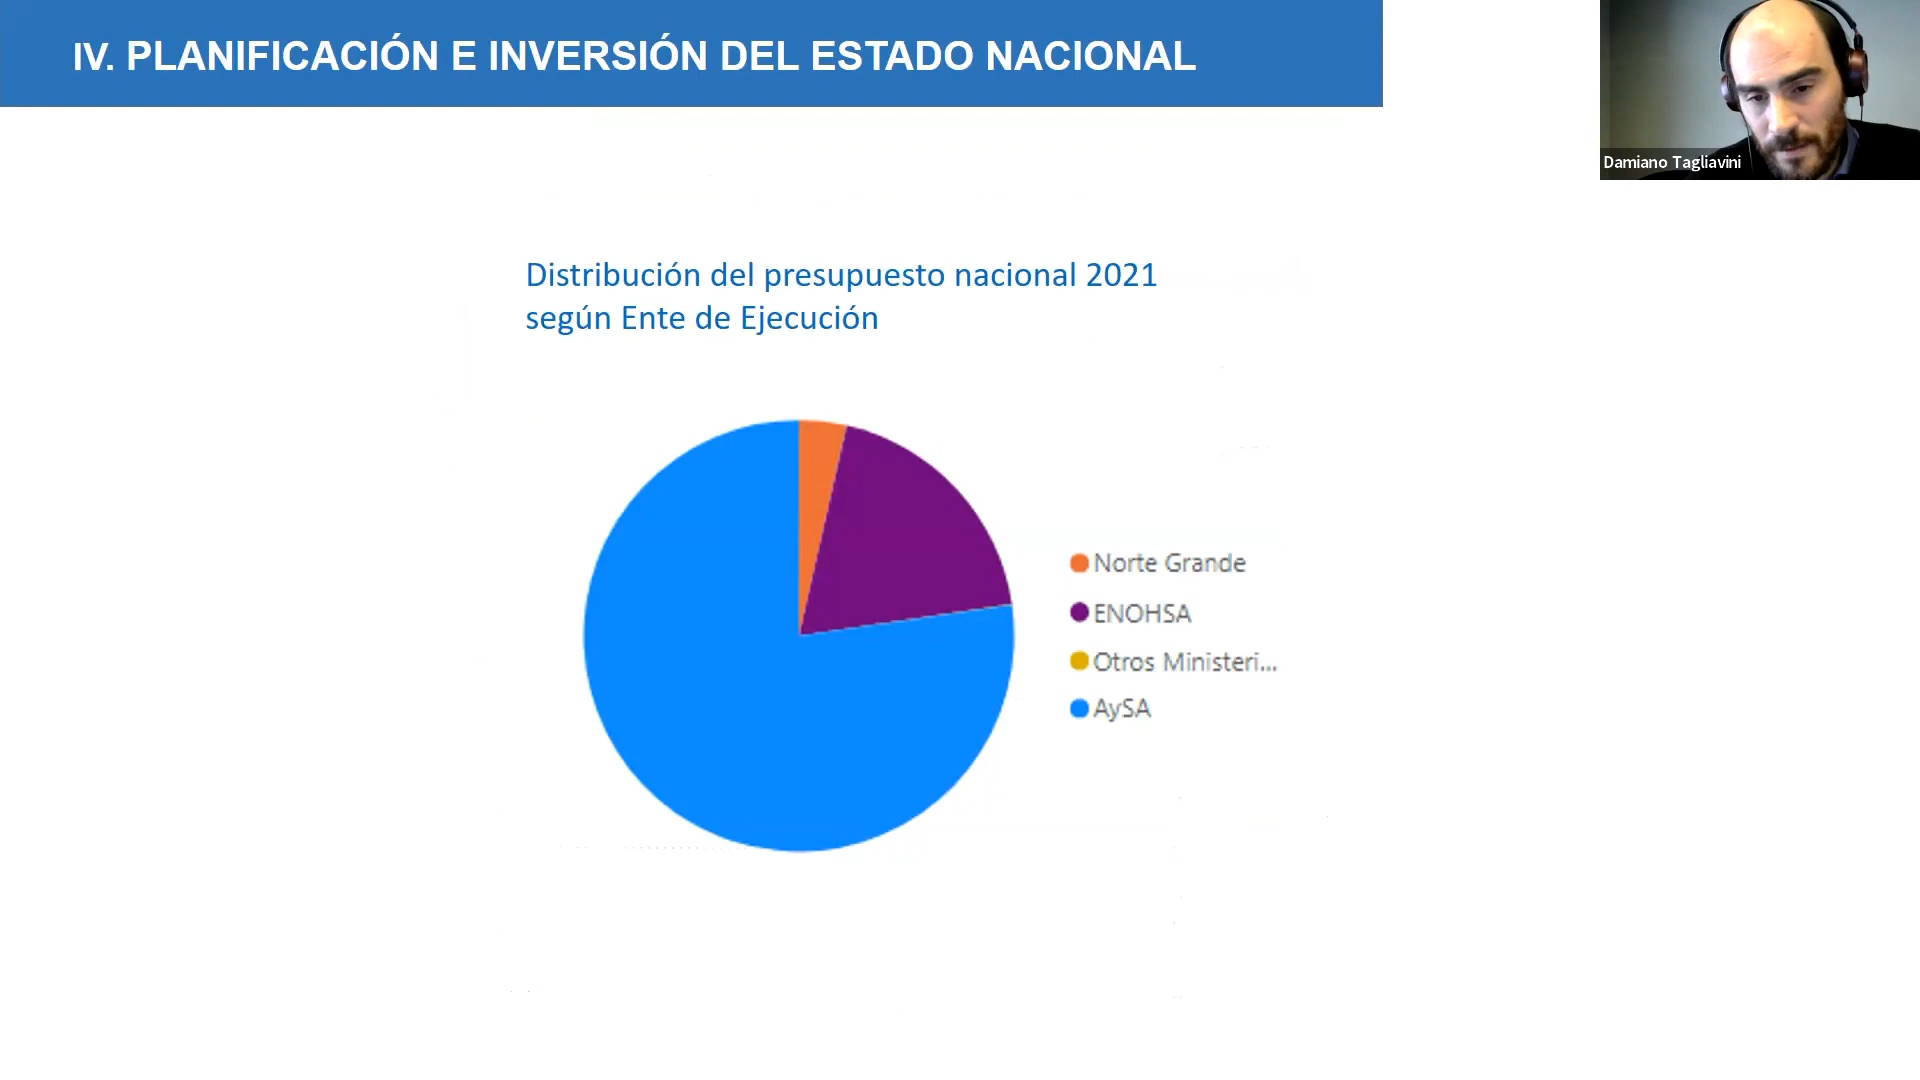 IV. PLANIFICACIÓN E INVERSIÓN DEL ESTADO NACIONAL
Damiano Tagliavini
Distribución del presupuesto nacional 2021
según Ente de Ejecución
Norte Grande
ENOHSA
Otros Ministeri...
AySA